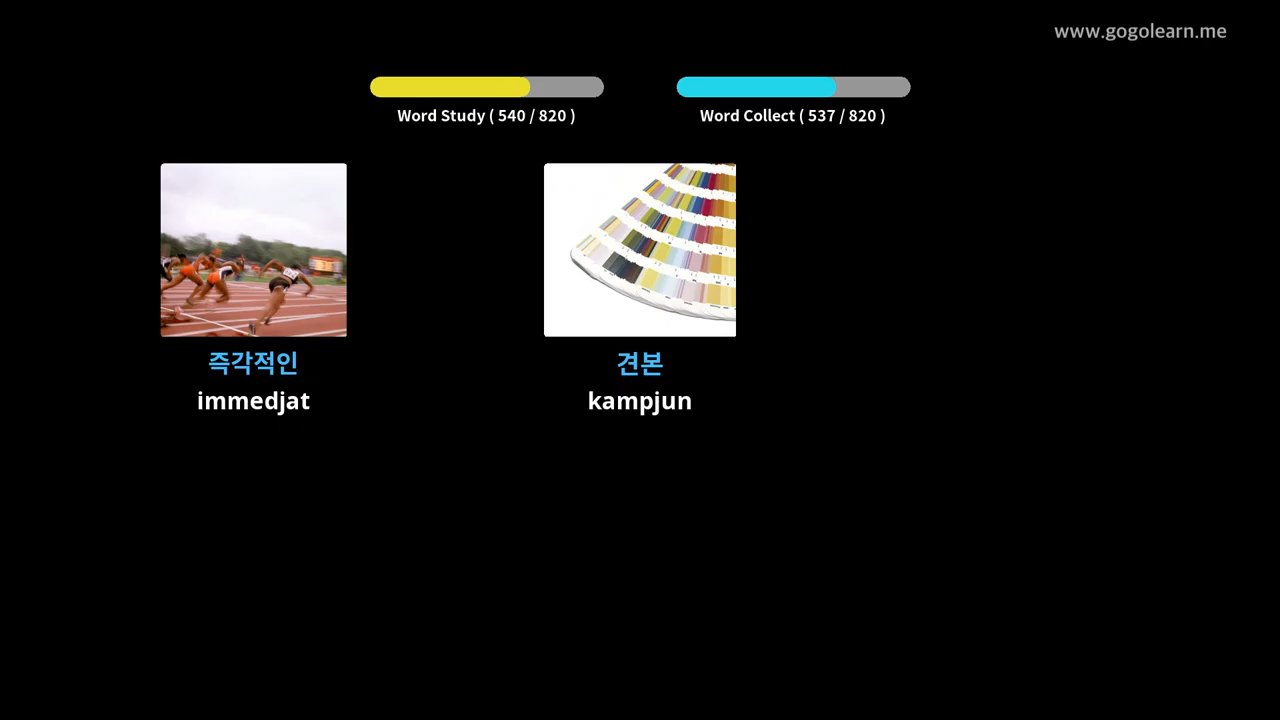 www.gogolearn.me
Word Study ( 540 / 820 )
Word Collect ( 537 / 820 )
즉각적인
immedjat
견본
kampjun